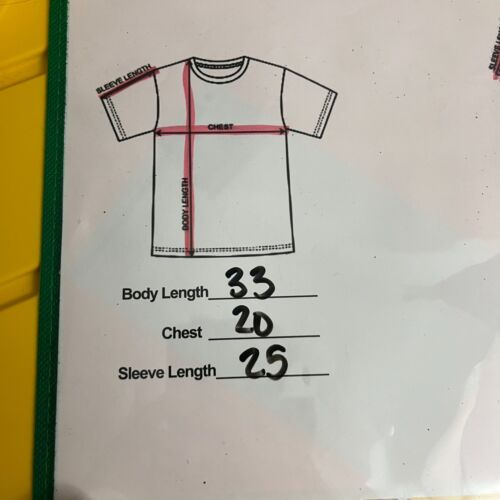 SLEEVE LENGTH
CHEST
BODY LENGTH
Body Length 33
Chest 20
Sleeve Length 25